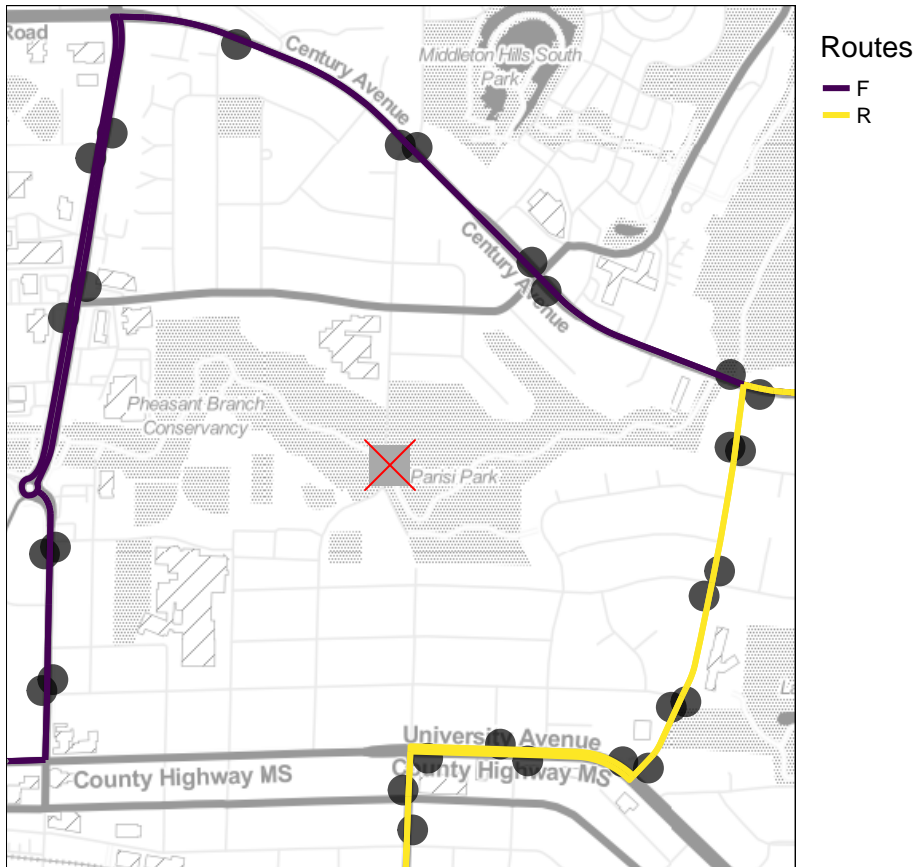 Road
Century Avenue
Middleton Hills South
Park
Routes
F
R
Century Avenue
Pheasant Branch
Conservancy
Parisi Park
University Avenue
County Highway MS
County Highway MS